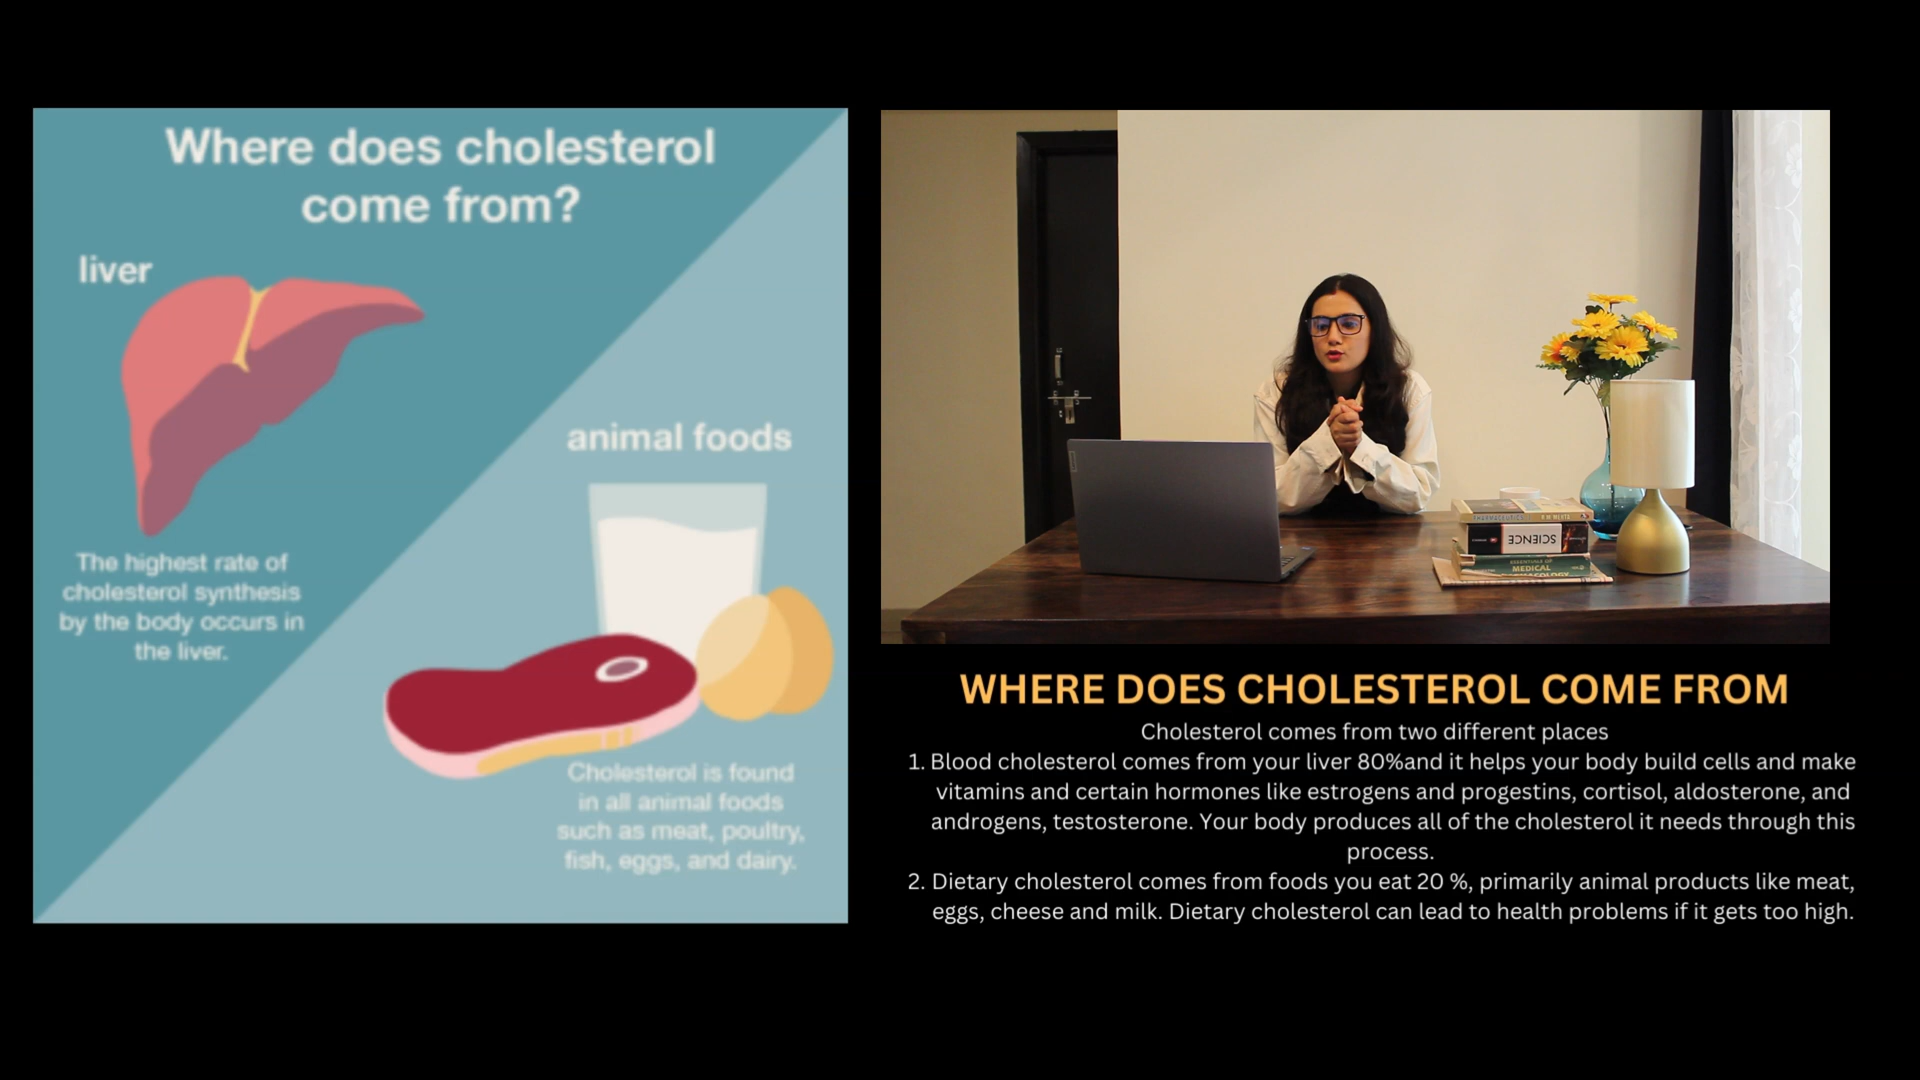 Where does cholesterol
come from?
liver
The highest rate of
cholesterol synthesis
by the body occurs in
the liver.
animal foods
Cholesterol is found
in all animal foods
such as meat, poultry,
fish, eggs, and dairy.
PHARMACEUTICS
SCIENCE
ESSENTIALS OF
MEDICAL
WHERE DOES CHOLESTEROL COME FROM
Cholesterol comes from two different places
1. Blood cholesterol comes from your liver 80%and it helps your body build cells and make
vitamins and certain hormones like estrogens and progestins, cortisol, aldosterone, and
androgens, testosterone. Your body produces all of the cholesterol it needs through this
process.
2. Dietary cholesterol comes from foods you eat 20 %, primarily animal products like meat,
eggs, cheese and milk. Dietary cholesterol can lead to health problems if it gets too high.